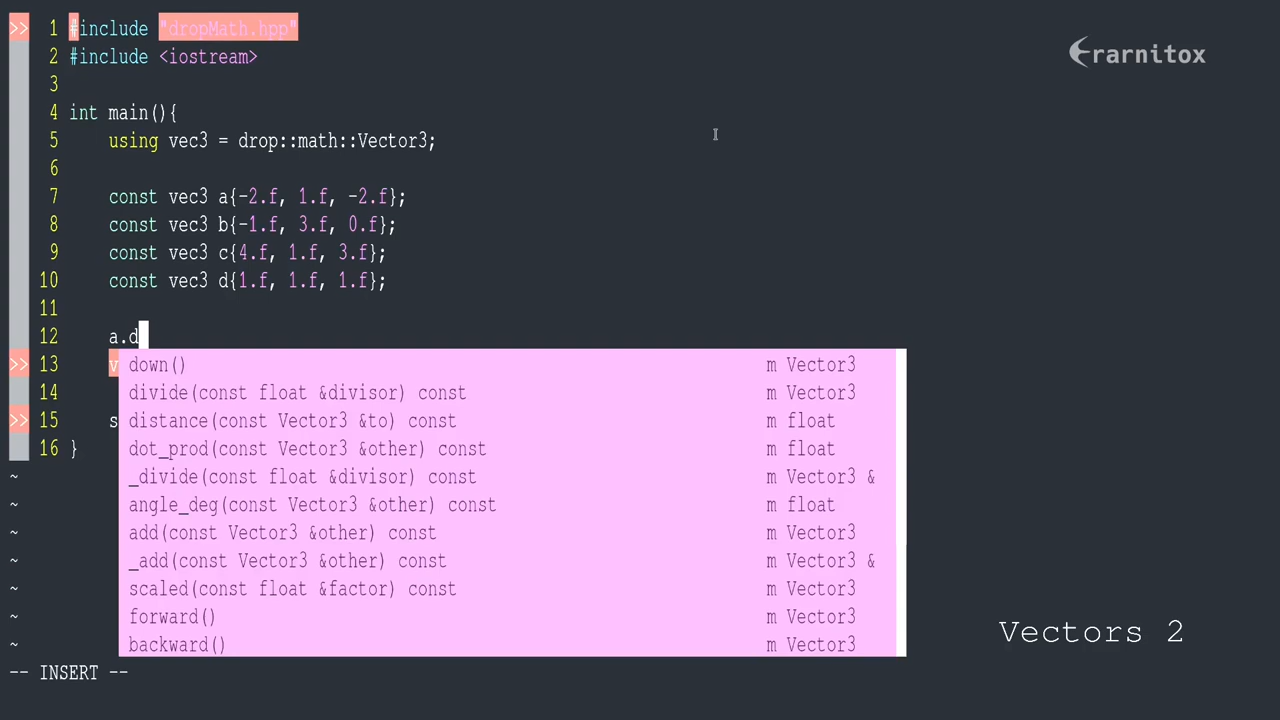 >> 1 #include "dropMath.hpp"
2 #include <iostream>
rarnitox
3
4 int main(){
5 using vec3 = drop::math::Vector3;
6
7 const vec3 a{-2.f, 1.f, -2.f};
8 const vec3 b{-1.f, 3.f, 0.f};
9 const vec3 c{4.f, 1.f, 3.f};
10 const vec3 d{1.f, 1.f, 1.f};
11
12 a.d
>> 13 v down() m Vector3
14 divide(const float &divisor) const m Vector3
>> 15 s distance(const Vector3 &to) const m float
16 } dot_prod(const Vector3 &other) const m float
~ _divide(const float &divisor) const m Vector3 &
~ angle_deg(const Vector3 &other) const m float
~ add(const Vector3 &other) const m Vector3
~ _add(const Vector3 &other) const m Vector3 &
~ scaled(const float &factor) const m Vector3
~ forward() m Vector3
~ backward() m Vector3
Vectors 2
-- INSERT --